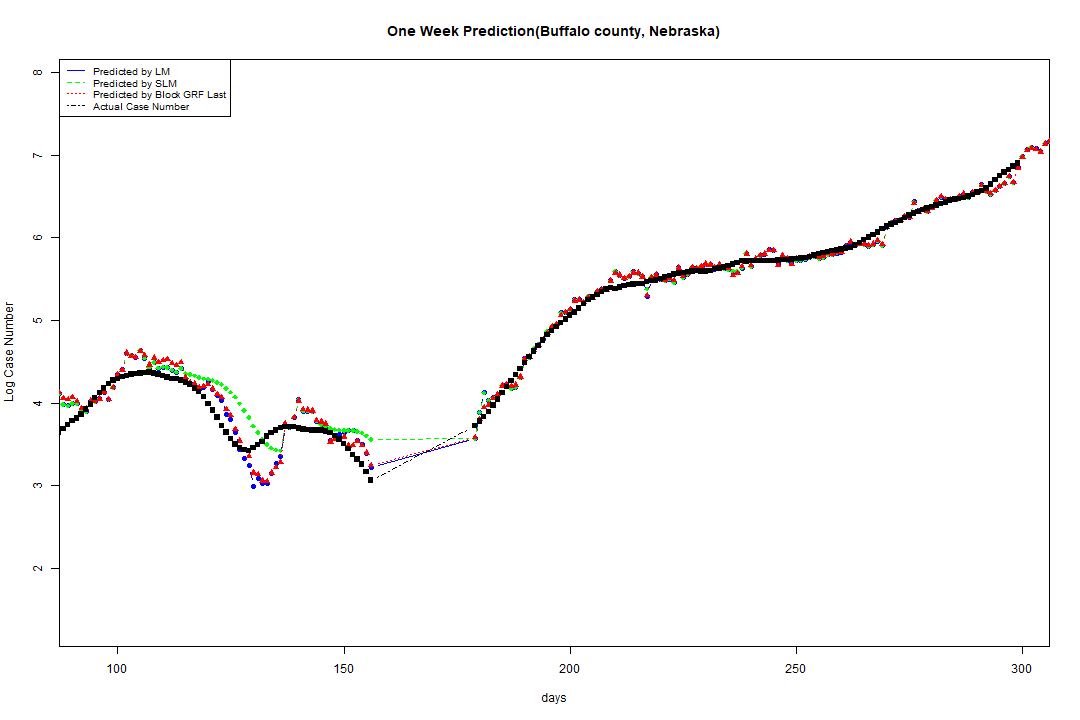 One Week Prediction(Buffalo county, Nebraska)
Predicted by LM
Predicted by SLM
Predicted by Block GRF Last
Actual Case Number
Log Case Number
8
7
6
5
4
3
2
100 150 200 250 300
days